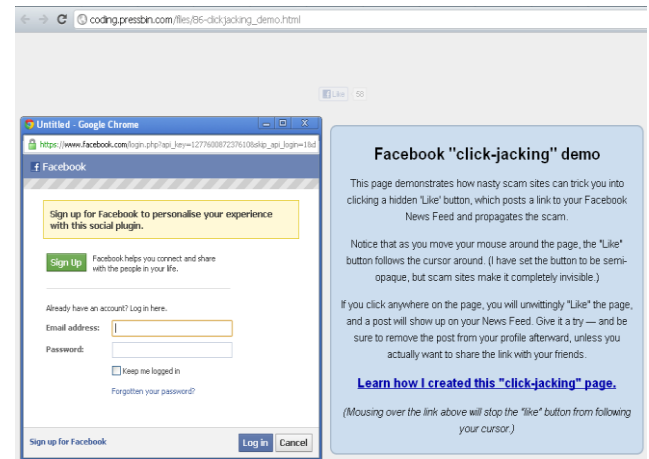 coding.pressbin.com/files/86-clickjacking_demo.html
Like 58
Untitled - Google Chrome
https://www.facebook.com/login.php?api_key=127760087237610&skip_api_login=1&d
Facebook
Sign up for Facebook to personalise your experience
with this social plugin.
Sign Up
Facebook helps you connect and share
with the people in your life.
Already have an account? Log in here.
Email address:
Password:
Keep me logged in
Forgotten your password?
Sign up for Facebook
Log in
Cancel
Facebook "click-jacking" demo
This page demonstrates how nasty scam sites can trick you into
clicking a hidden 'Like' button, which posts a link to your Facebook
News Feed and propagates the scam.
Notice that as you move your mouse around the page, the "Like"
button follows the cursor around. (I have set the button to be semi-
opaque, but scam sites make it completely invisible.)
If you click anywhere on the page, you will unwittingly "Like" the page,
and a post will show up on your News Feed. Give it a try — and be
sure to remove the post from your profile afterward, unless you
actually want to share the link with your friends.
Learn how I created this "click-jacking" page.
(Mousing over the link above will stop the "like" button from following
your cursor.)